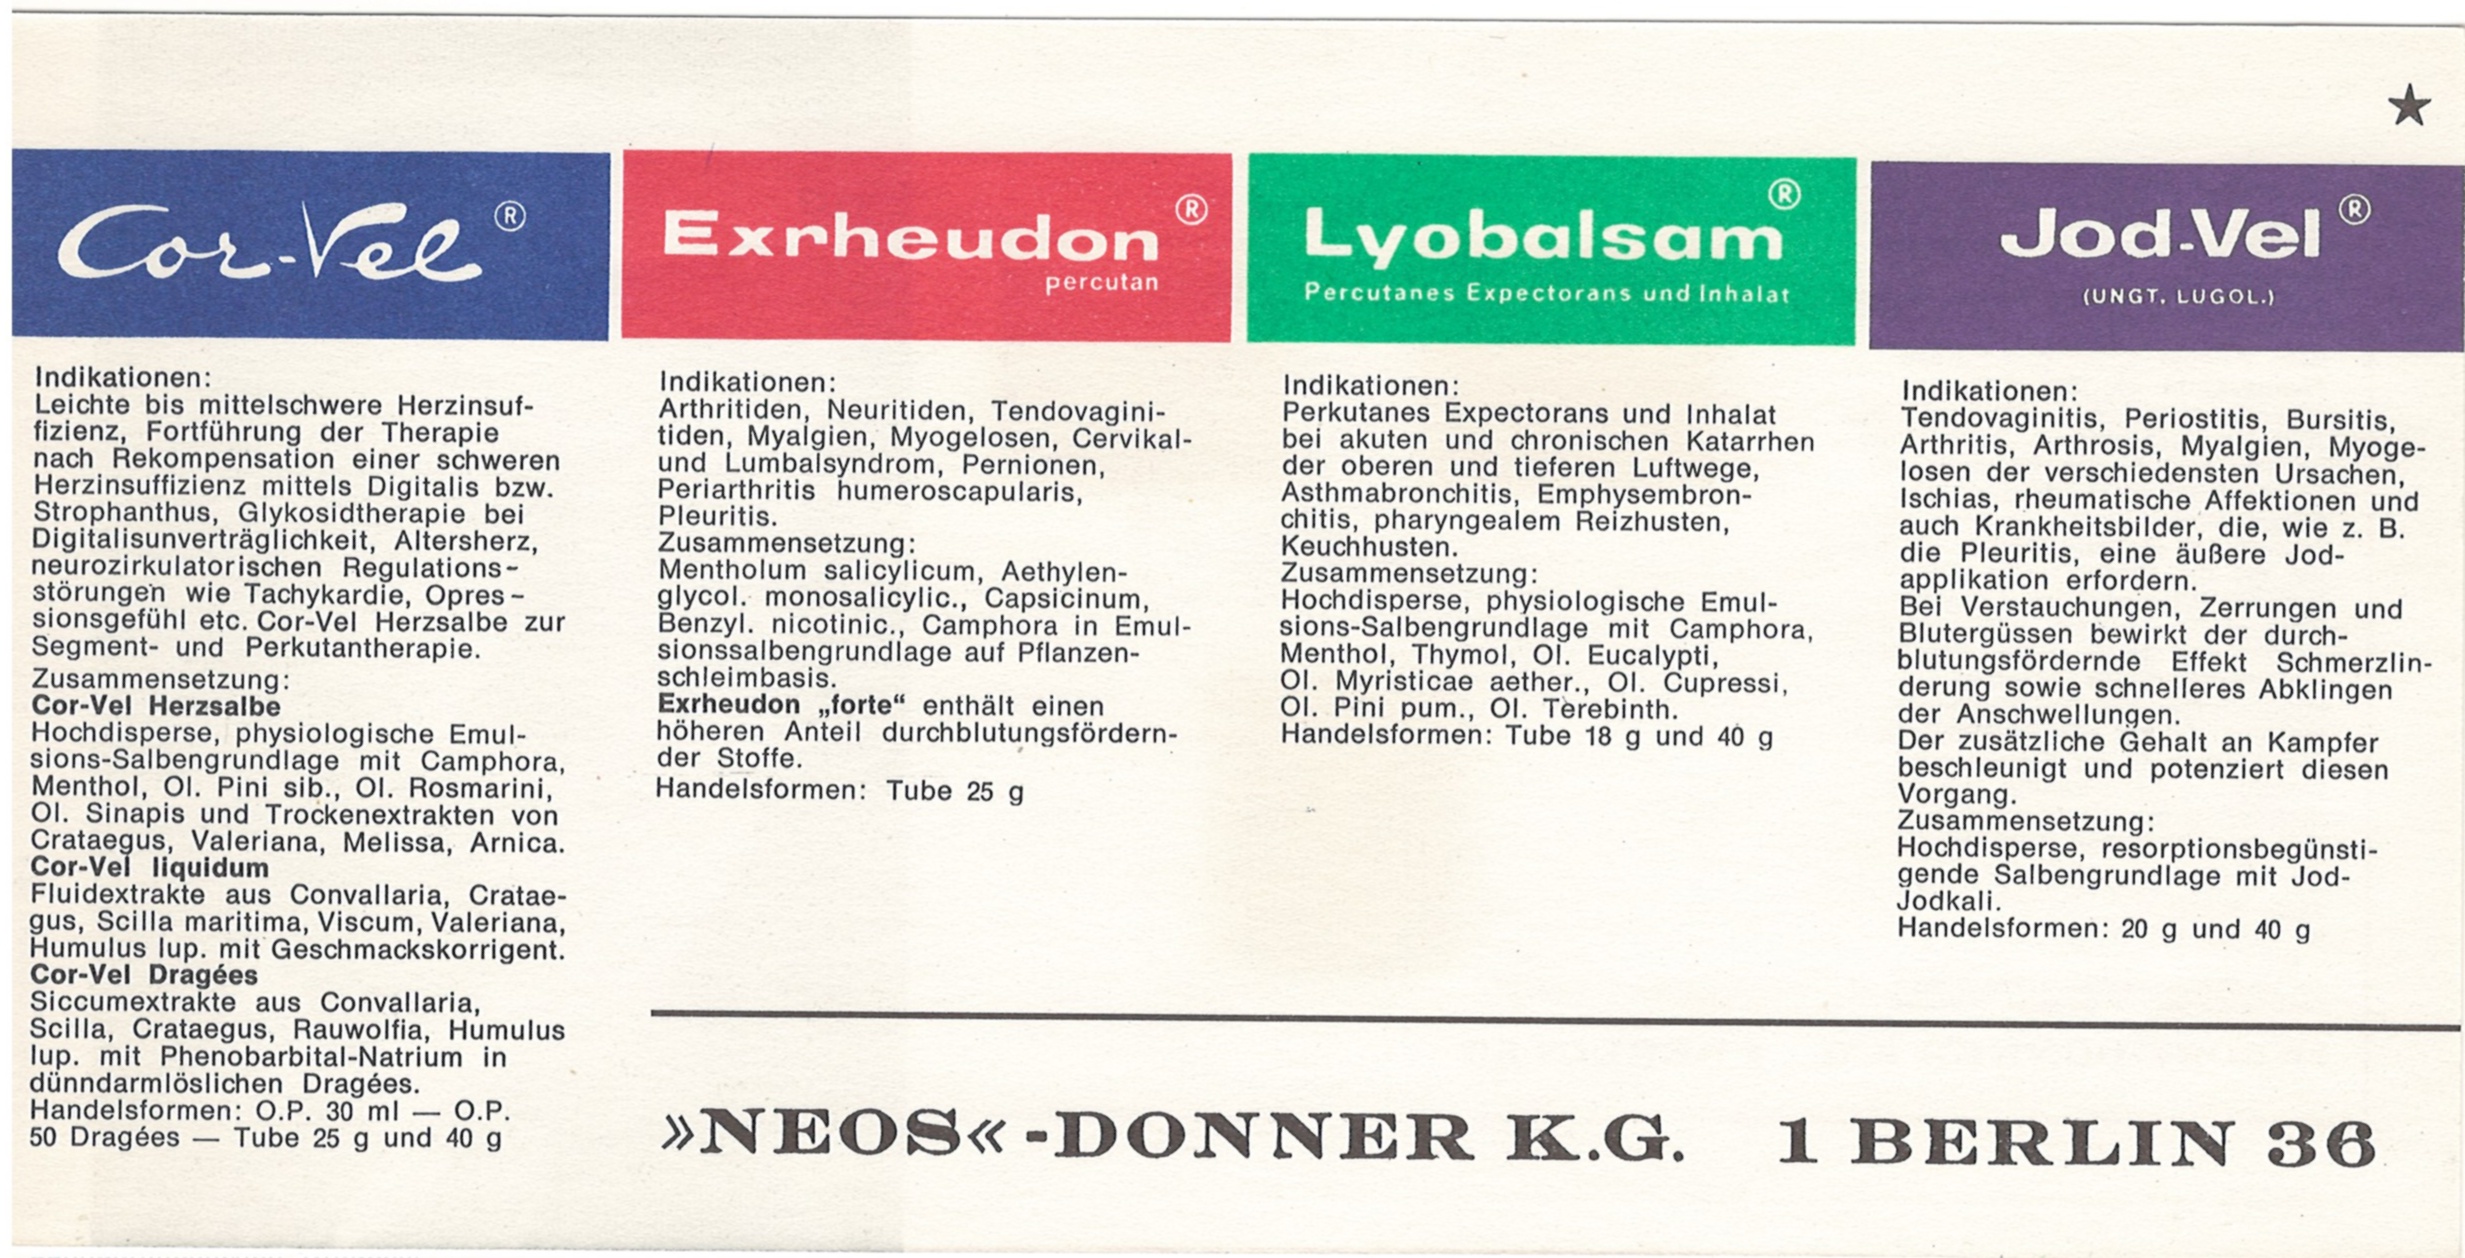 ★
Cor-Vel ®
Indikationen:
Leichte bis mittelschwere Herzinsuf-
fizienz, Fortführung der Therapie
nach Rekompensation einer schweren
Herzinsuffizienz mittels Digitalis bzw.
Strophanthus, Glykosidtherapie bei
Digitalisunverträglichkeit, Altersherz,
neurozirkulatorischen Regulations-
störungen wie Tachykardie, Opres-
sionsgefühl etc. Cor-Vel Herzsalbe zur
Segment- und Perkutantherapie.
Zusammensetzung:
Cor-Vel Herzsalbe
Hochdisperse, physiologische Emul-
sions-Salbengrundlage mit Camphora,
Menthol, Ol. Pini sib., Ol. Rosmarini,
Ol. Sinapis und Trockenextrakten von
Crataegus, Valeriana, Melissa, Arnica.
Cor-Vel liquidum
Fluidextrakte aus Convallaria, Cratae-
gus, Scilla maritima, Viscum, Valeriana,
Humulus lup. mit Geschmackskorrigent.
Cor-Vel Dragées
Siccumextrakte aus Convallaria,
Scilla, Crataegus, Rauwolfia, Humulus
lup. mit Phenobarbital-Natrium in
dünndarmlöslichen Dragées.
Handelsformen: O.P. 30 ml — O.P.
50 Dragées — Tube 25 g und 40 g
Exrheudon ®
percutan
Indikationen:
Arthritiden, Neuritiden, Tendovagini-
tiden, Myalgien, Myogelosen, Cervikal-
und Lumbalsyndrom, Pernionen,
Periarthritis humeroscapularis,
Pleuritis.
Zusammensetzung:
Mentholum salicylicum, Aethylen-
glycol. monosalicylic., Capsicinum,
Benzyl. nicotinic., Camphora in Emul-
sionssalbengrundlage auf Pflanzen-
schleimbasis.
Exrheudon „forte“ enthält einen
höheren Anteil durchblutungsfördern-
der Stoffe.
Handelsformen: Tube 25 g
Lyobalsam ®
Percutanes Expectorans und Inhalat
Indikationen:
Perkutanes Expectorans und Inhalat
bei akuten und chronischen Katarrhen
der oberen und tieferen Luftwege,
Asthmabronchitis, Emphysembron-
chitis, pharyngealem Reizhusten,
Keuchhusten.
Zusammensetzung:
Hochdisperse, physiologische Emul-
sions-Salbengrundlage mit Camphora,
Menthol, Thymol, Ol. Eucalypti,
Ol. Myristicae aether., Ol. Cupressi,
Ol. Pini pum., Ol. Terebinth.
Handelsformen: Tube 18 g und 40 g
Jod-Vel ®
(UNGT. LUGOL.)
Indikationen:
Tendovaginitis, Periostitis, Bursitis,
Arthritis, Arthrosis, Myalgien, Myoge-
losen der verschiedensten Ursachen,
Ischias, rheumatische Affektionen und
auch Krankheitsbilder, die, wie z. B.
die Pleuritis, eine äußere Jod-
applikation erfordern.
Bei Verstauchungen, Zerrungen und
Blutergüssen bewirkt der durch-
blutungsfördernde Effekt Schmerzlin-
derung sowie schnelleres Abklingen
der Anschwellungen.
Der zusätzliche Gehalt an Kampfer
beschleunigt und potenziert diesen
Vorgang.
Zusammensetzung:
Hochdisperse, resorptionsbegünsti-
gende Salbengrundlage mit Jod-
Jodkali.
Handelsformen: 20 g und 40 g
»NEOS«-DONNER K.G. 1 BERLIN 36